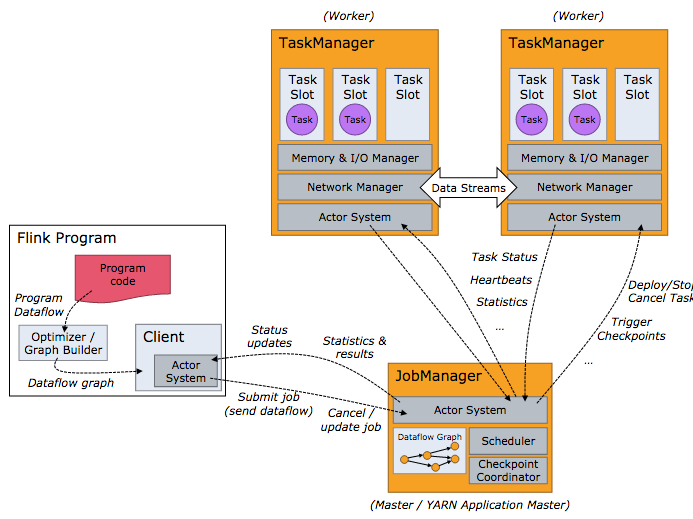 (Worker)
(Worker)
TaskManager
TaskManager
Task
Slot
Task
Task
Slot
Task
Task
Slot
Task
Slot
Task
Task
Slot
Task
Task
Slot
Memory & I/O Manager
Memory & I/O Manager
Network Manager
Data Streams
Network Manager
Actor System
Actor System
Flink Program
Program
code
Program
Dataflow
Optimizer /
Graph Builder
Client
Actor
System
Dataflow graph
Task Status
Heartbeats
Statistics
...
Deploy/Stop
Cancel Task
Trigger
Checkpoints
...
Status
updates
Statistics &
results
Submit job
(send dataflow)
Cancel /
update job
JobManager
Actor System
Dataflow Graph
Scheduler
Checkpoint
Coordinator
(Master / YARN Application Master)